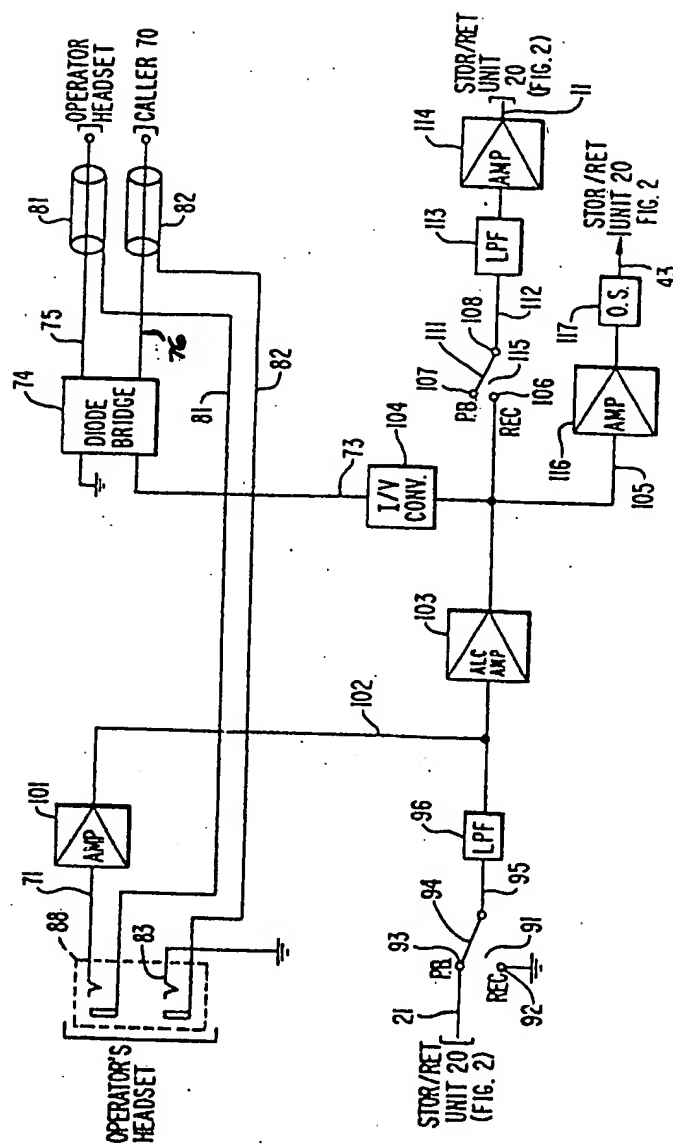 OPERATOR
HEADSET
CALLER 70
81
82
75
76
74
DIODE
BRIDGE
81
82
73
I/V
CONV.
104
STOR/RET
UNIT
20
(FIG. 2)
11
114
AMP
113
LPF
112
108
111
107
P.B.
115
REC
106
STOR/RET
UNIT 20
FIG. 2
43
117
O.S.
AMP
116
105
103
ALC
AMP
102
101
AMP
71
88
83
OPERATOR'S
HEADSET
96
LPF
95
94
93
P.B.
91
REC
92
21
STOR/RET
UNIT 20
(FIG. 2)